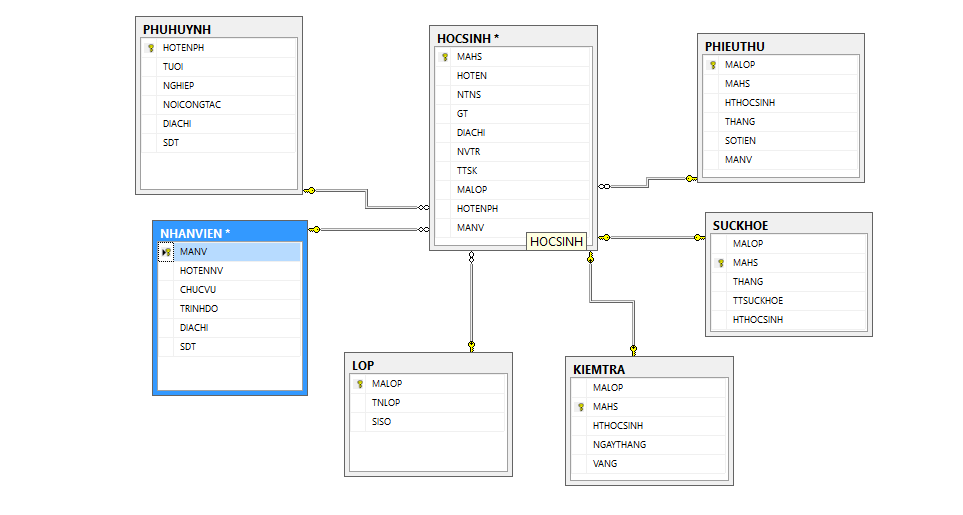 PHUHUYNH
HOTENPH
TUOI
NGHIEP
NOICONGTAC
DIACHI
SDT
HOCSINH *
MAHS
HOTEN
NTNS
GT
DIACHI
NVTR
TTSK
MALOP
HOTENPH
MANV
HOCSINH
PHIEUTHU
MALOP
MAHS
HTHOCSINH
THANG
SOTIEN
MANV
NHANVIEN *
MANV
HOTENNV
CHUCVU
TRINHDO
DIACHI
SDT
SUCKHOE
MALOP
MAHS
THANG
TTSUCKHOE
HTHOCSINH
LOP
MALOP
TNLOP
SISO
KIEMTRA
MALOP
MAHS
HTHOCSINH
NGAYTHANG
VANG